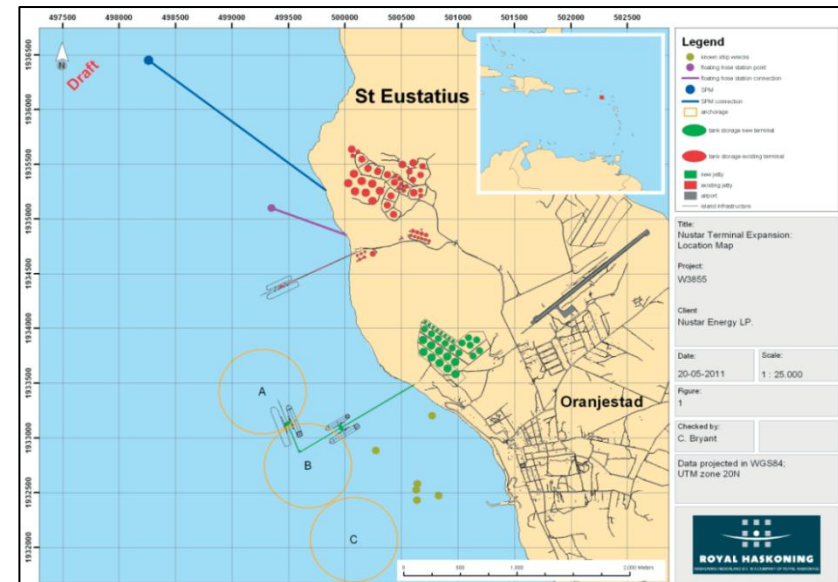 497500 498000 498500 499000 499500 500000 500500 501000 501500 502000 502500
1936500
1936000
1935500
1935000
1934500
1934000
1933500
1933000
1932500
1932000
N
Draft
St Eustatius
Oranjestad
A
B
C
0 500 1,000 2,000 meters
Legend
known ship wrecks
floating hose station point
floating hose station connection
SPM
SPM connection
anchorage
tank storage new terminal
tank storage existing terminal
new jetty
existing jetty
airport
island infrastructure
Title:
Nustar Terminal Expansion:
Location Map
Project:
W3855
Client
Nustar Energy LP.
Date:
20-05-2011
Scale:
1 : 25.000
Figure:
1
Checked by:
C. Bryant
Data projected in WGS84;
UTM zone 20N
ROYAL HASKONING